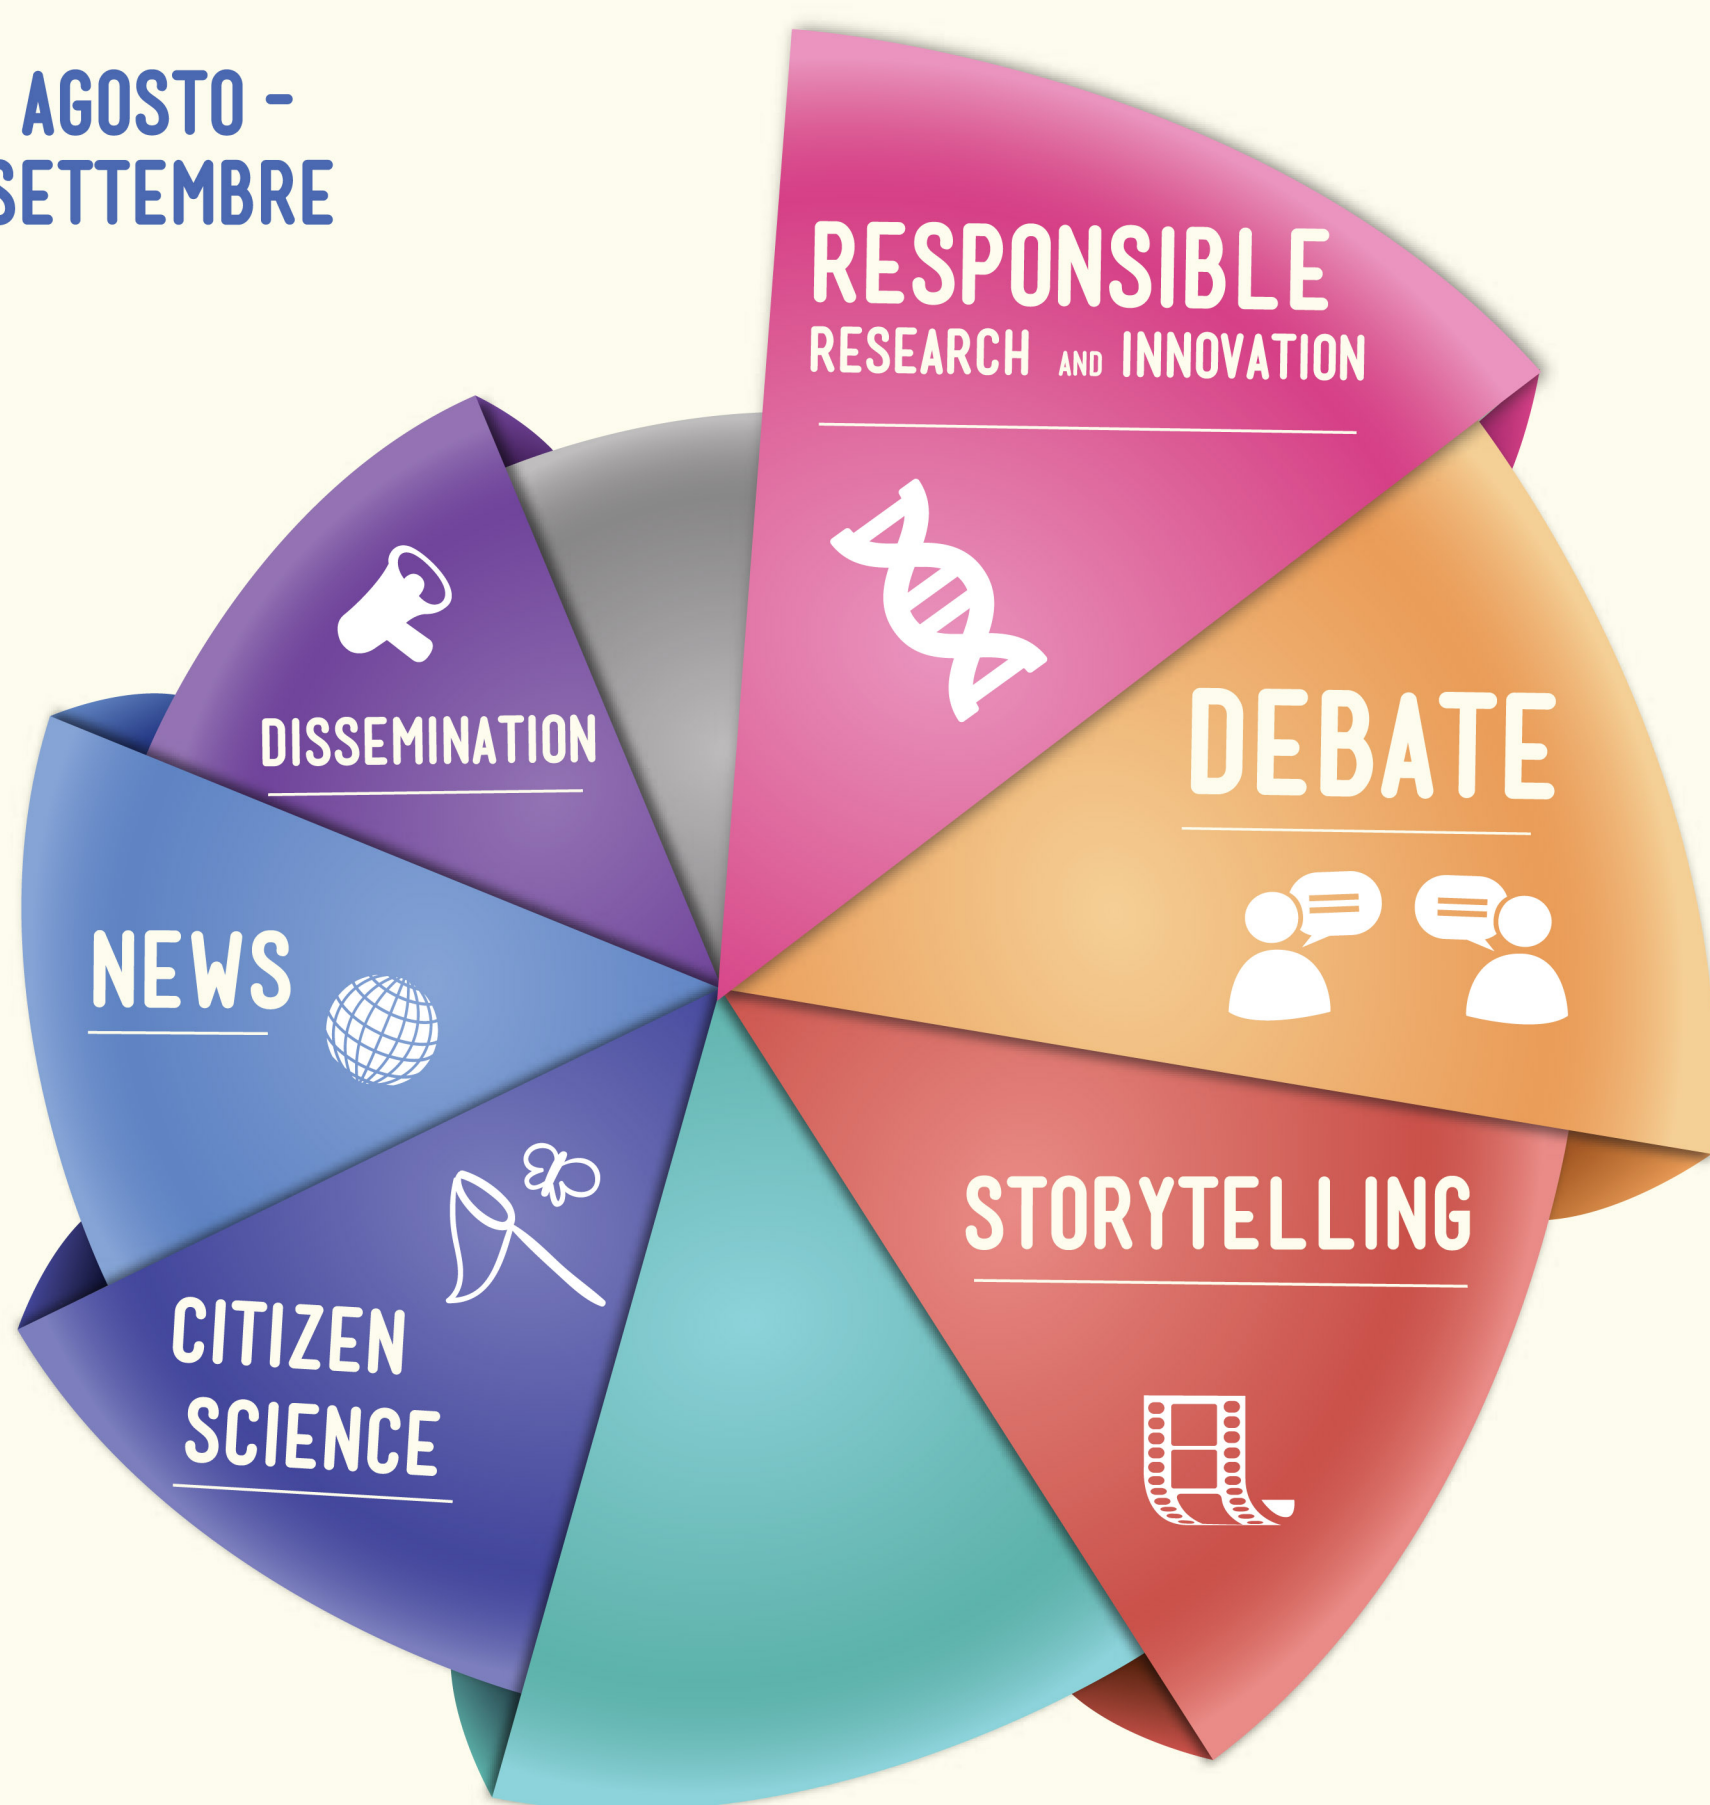 AGOSTO -
SETTEMBRE
RESPONSIBLE
RESEARCH AND INNOVATION
DEBATE
STORYTELLING
CITIZEN
SCIENCE
NEWS
DISSEMINATION